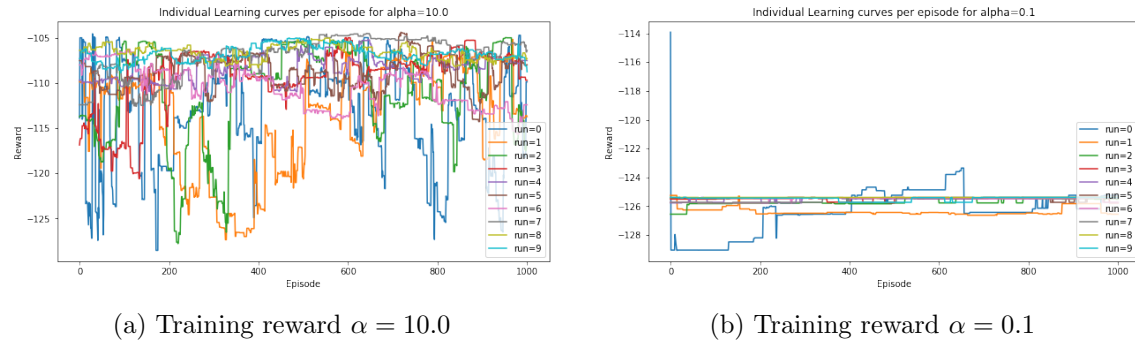 Individual Learning curves per episode for alpha=10.0
−105
−110
−115
−120
−125
Reward
0
200
400
600
800
1000
Episode
run=0
run=1
run=2
run=3
run=4
run=5
run=6
run=7
run=8
run=9
(a) Training reward α = 10.0
Individual Learning curves per episode for alpha=0.1
−114
−116
−118
−120
−122
−124
−126
−128
Reward
0
200
400
600
800
1000
Episode
run=0
run=1
run=2
run=3
run=4
run=5
run=6
run=7
run=8
run=9
(b) Training reward α = 0.1